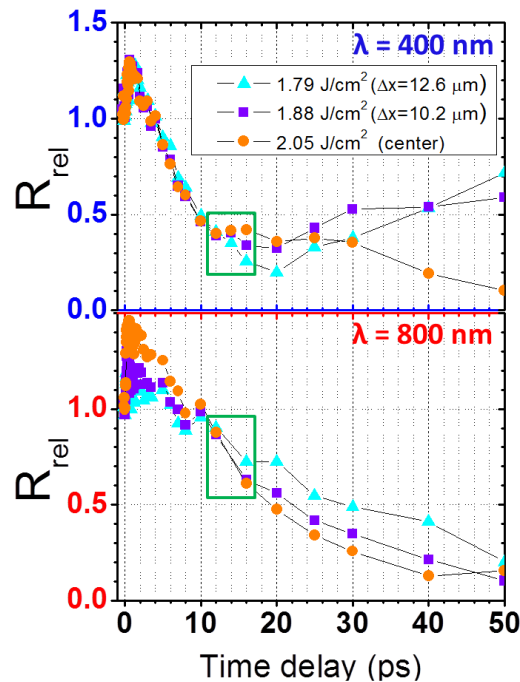 1.5
λ = 400 nm
1.79 J/cm² (Δx=12.6 μm)
1.88 J/cm² (Δx=10.2 μm)
2.05 J/cm² (center)
1.0
R_rel
0.5
0.0
λ = 800 nm
1.0
R_rel
0.5
0.0
0 10 20 30 40 50
Time delay (ps)